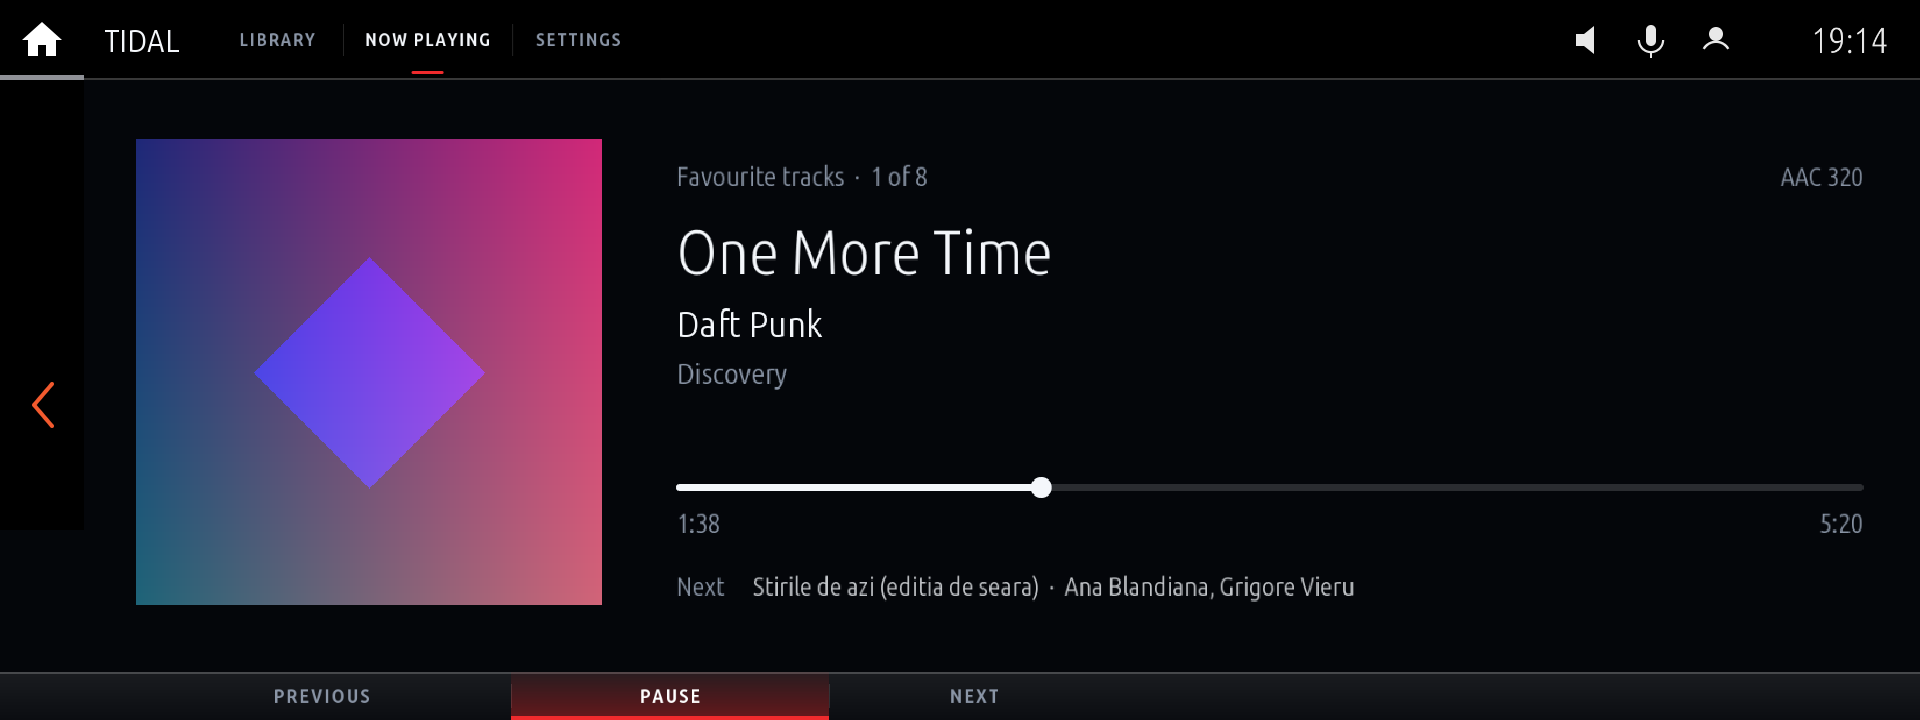 TIDAL LIBRARY NOW PLAYING SETTINGS 19:14
Favourite tracks · 1 of 8 AAC 320
One More Time
Daft Punk
Discovery
1:38 5:20
Next Stirile de azi (editia de seara) · Ana Blandiana, Grigore Vieru
PREVIOUS PAUSE NEXT